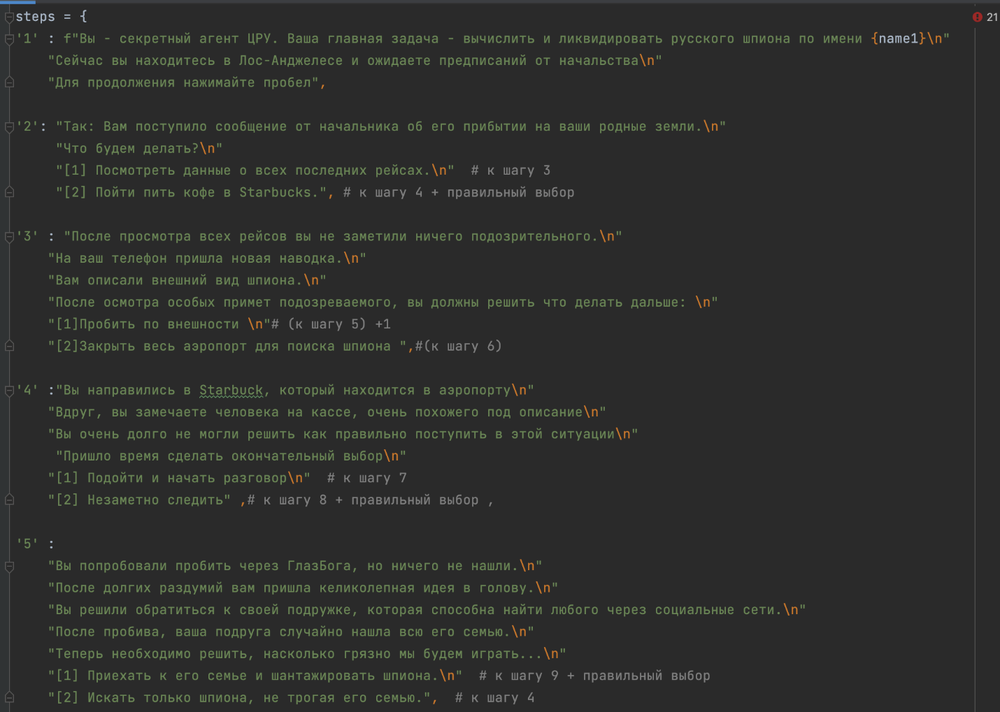 steps = {
21
'1' : f"Вы - секретный агент ЦРУ. Ваша главная задача - вычислить и ликвидировать русского шпиона по имени {name1}\n"
"Сейчас вы находитесь в Лос-Анджелесе и ожидаете предписаний от начальства\n"
"Для продолжения нажимайте пробел",
'2': "Так: Вам поступило сообщение от начальника об его прибытии на ваши родные земли.\n"
"Что будем делать?\n"
"[1] Посмотреть данные о всех последних рейсах.\n"  # к шагу 3
"[2] Пойти пить кофе в Starbucks.", # к шагу 4 + правильный выбор
'3' : "После просмотра всех рейсов вы не заметили ничего подозрительного.\n"
"На ваш телефон пришла новая наводка.\n"
"Вам описали внешний вид шпиона.\n"
"После осмотра особых примет подозреваемого, вы должны решить что делать дальше: \n"
"[1]Пробить по внешности \n"# (к шагу 5) +1
"[2]Закрыть весь аэропорт для поиска шпиона ",#(к шагу 6)
'4' :"Вы направились в Starbuck, который находится в аэропорту\n"
"Вдруг, вы замечаете человека на кассе, очень похожего под описание\n"
"Вы очень долго не могли решить как правильно поступить в этой ситуации\n"
"Пришло время сделать окончательный выбор\n"
"[1] Подойти и начать разговор\n"  # к шагу 7
"[2] Незаметно следить" ,# к шагу 8 + правильный выбор ,
'5' :
"Вы попробовали пробить через ГлазБога, но ничего не нашли.\n"
"После долгих раздумий вам пришла келиколепная идея в голову.\n"
"Вы решили обратиться к своей подружке, которая способна найти любого через социальные сети.\n"
"После пробива, ваша подруга случайно нашла всю его семью.\n"
"Теперь необходимо решить, насколько грязно мы будем играть...\n"
"[1] Приехать к его семье и шантажировать шпиона.\n"  # к шагу 9 + правильный выбор
"[2] Искать только шпиона, не трогая его семью.",  # к шагу 4